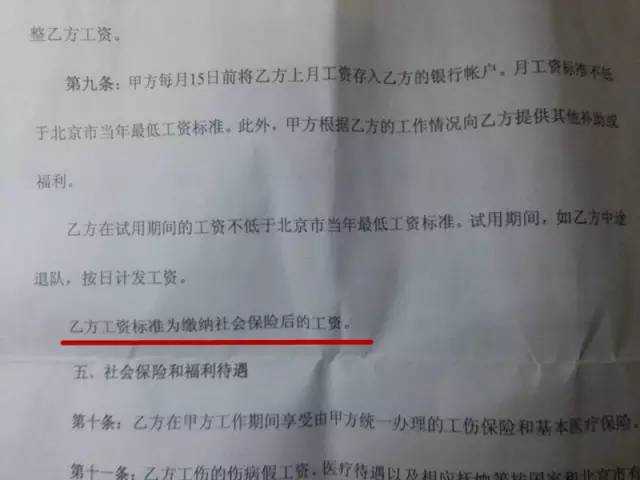 整乙方工资。
第九条：甲方每月15日前将乙方上月工资存入乙方的银行帐户。月工资标准不低
于北京市当年最低工资标准。此外，甲方根据乙方的工作情况向乙方提供其他补助或
福利。
乙方在试用期间的工资不低于北京市当年最低工资标准。试用期间，如乙方中途
退队，按日计发工资。
乙方工资标准为缴纳社会保险后的工资。
五、社会保险和福利待遇
第十条：乙方在甲方工作期间享受由甲方统一办理的工伤保险和基本医疗保险。
第十一条：乙方工伤的伤病假工资、医疗待遇以及相应抚恤等按国家和北京市有